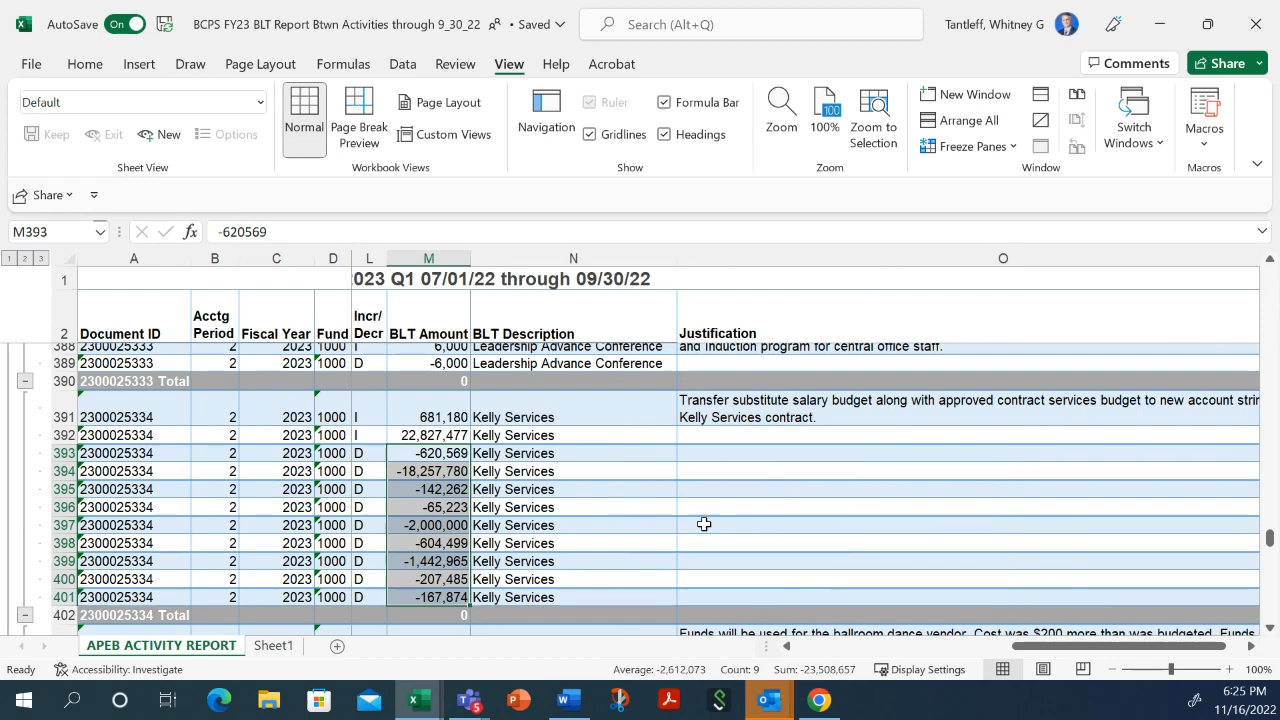 AutoSave On BCPS FY23 BLT Report Btwn Activities through 9_30_22 • Saved Search (Alt+Q) Tantleff, Whitney G
File Home Insert Draw Page Layout Formulas Data Review View Help Acrobat Comments Share
Default
Keep Exit New Options
Sheet View
Normal Page Break Preview Page Layout Custom Views
Workbook Views
Navigation Ruler Formula Bar Gridlines Headings
Show
Zoom 100% Zoom to Selection
Zoom
New Window Arrange All Freeze Panes Switch Windows
Window
Macros
Macros
Share
M393 fx -620569
1 2 3 A B C D L M N O
1 2023 Q1 07/01/22 through 09/30/22
2 Document ID Acctg Period Fiscal Year Fund Incr/ Decr BLT Amount BLT Description Justification
388 2300025333 2 2023 1000 I 6,000 Leadership Advance Conference and induction program for central office staff.
389 2300025333 2 2023 1000 D -6,000 Leadership Advance Conference
390 2300025333 Total 0
Transfer substitute salary budget along with approved contract services budget to new account strin
391 2300025334 2 2023 1000 I 681,180 Kelly Services Kelly Services contract.
392 2300025334 2 2023 1000 I 22,827,477 Kelly Services
393 2300025334 2 2023 1000 D -620,569 Kelly Services
394 2300025334 2 2023 1000 D -18,257,780 Kelly Services
395 2300025334 2 2023 1000 D -142,262 Kelly Services
396 2300025334 2 2023 1000 D -65,223 Kelly Services
397 2300025334 2 2023 1000 D -2,000,000 Kelly Services
398 2300025334 2 2023 1000 D -604,499 Kelly Services
399 2300025334 2 2023 1000 D -1,442,965 Kelly Services
400 2300025334 2 2023 1000 D -207,485 Kelly Services
401 2300025334 2 2023 1000 D -167,874 Kelly Services
402 2300025334 Total 0
Funds will be used for the ballroom dance vendor. Cost was $200 more than was budgeted. Funds
APEB ACTIVITY REPORT Sheet1
Ready Accessibility: Investigate Average: -2,612,073 Count: 9 Sum: -23,508,657 Display Settings 100%
5
6:25 PM
11/16/2022